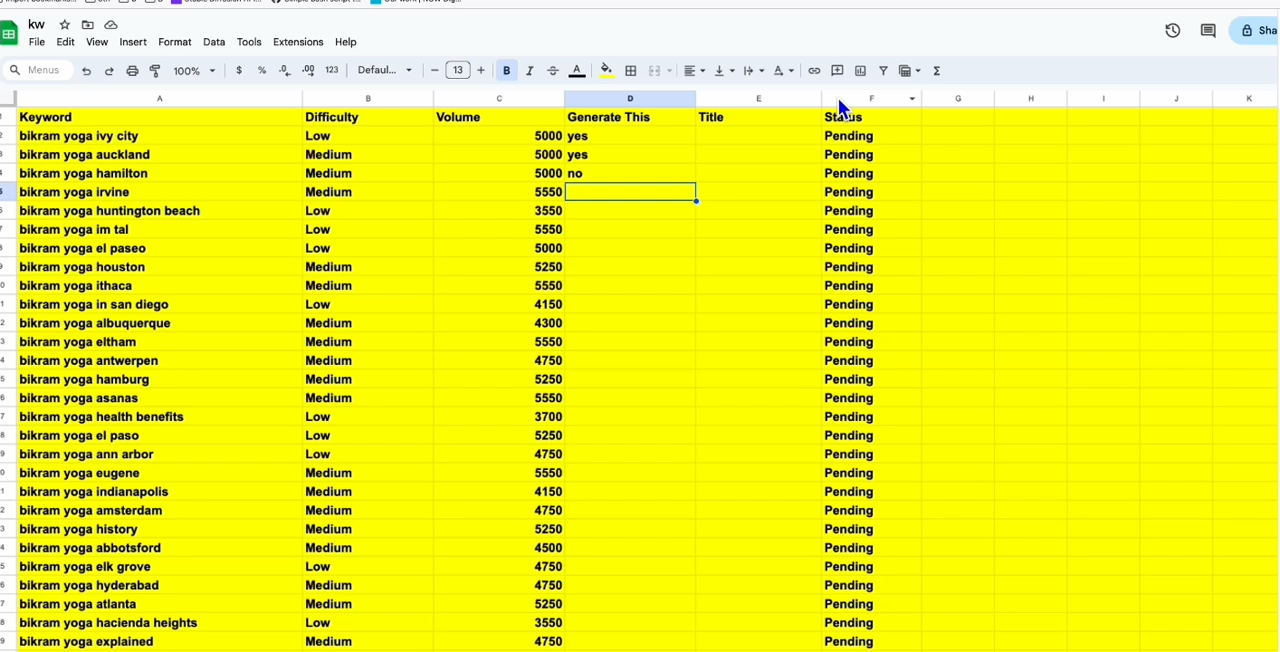 kw
File Edit View Insert Format Data Tools Extensions Help
Sha
Menus 100% $ % .0 .00 123 Defaul... 13 B I S A
A B C D E F G H I J K
Keyword Difficulty Volume Generate This Title Status
bikram yoga ivy city Low 5000 yes Pending
bikram yoga auckland Medium 5000 yes Pending
bikram yoga hamilton Medium 5000 no Pending
bikram yoga irvine Medium 5550 Pending
bikram yoga huntington beach Low 3550 Pending
bikram yoga im tal Low 5550 Pending
bikram yoga el paseo Low 5000 Pending
bikram yoga houston Medium 5250 Pending
bikram yoga ithaca Medium 5550 Pending
bikram yoga in san diego Low 4150 Pending
bikram yoga albuquerque Medium 4300 Pending
bikram yoga eltham Medium 5550 Pending
bikram yoga antwerpen Medium 4750 Pending
bikram yoga hamburg Medium 5250 Pending
bikram yoga asanas Medium 5550 Pending
bikram yoga health benefits Low 3700 Pending
bikram yoga el paso Low 5250 Pending
bikram yoga ann arbor Low 4750 Pending
bikram yoga eugene Medium 5550 Pending
bikram yoga indianapolis Medium 4150 Pending
bikram yoga amsterdam Medium 4750 Pending
bikram yoga history Medium 5250 Pending
bikram yoga abbotsford Medium 4500 Pending
bikram yoga elk grove Low 4750 Pending
bikram yoga hyderabad Medium 4750 Pending
bikram yoga atlanta Medium 5250 Pending
bikram yoga hacienda heights Low 3550 Pending
bikram yoga explained Medium 4750 Pending